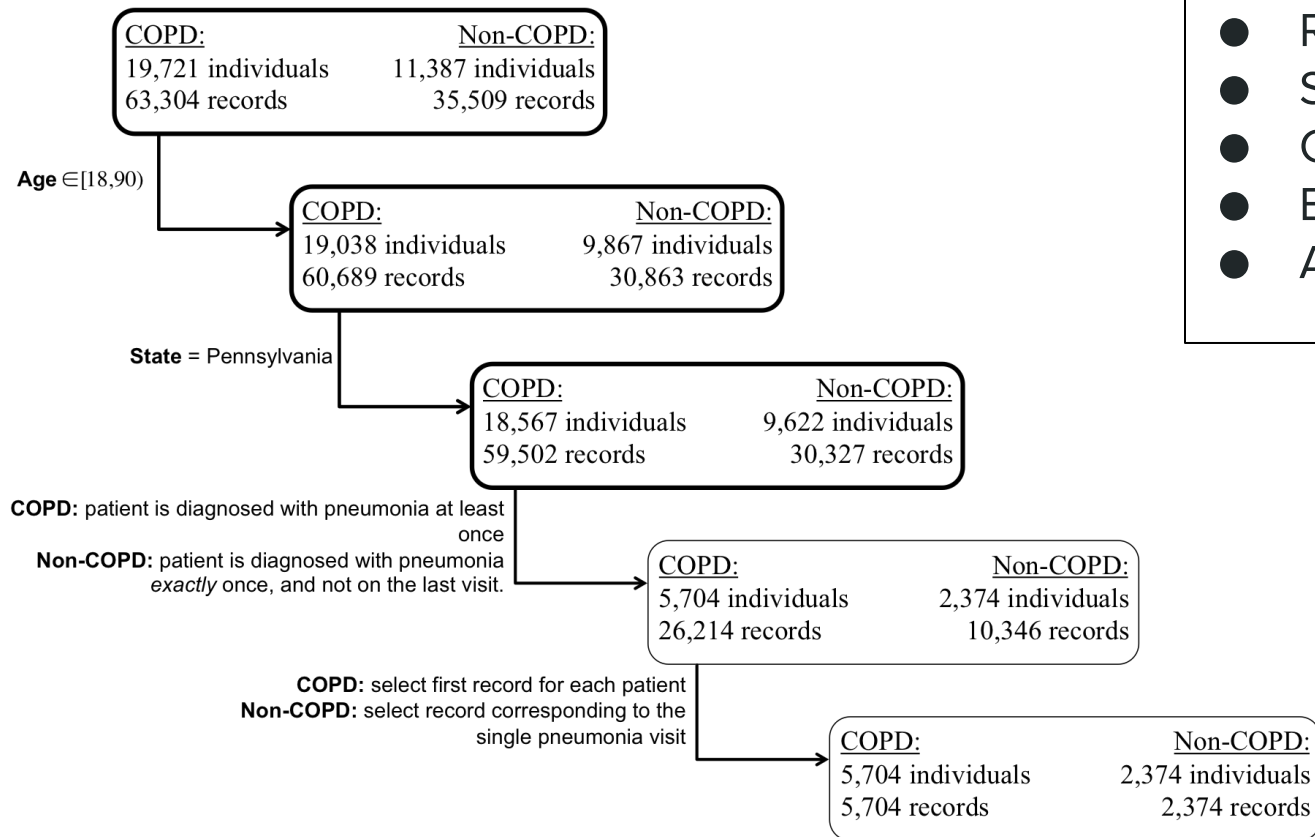 COPD: Non-COPD:
19,721 individuals 11,387 individuals
63,304 records 35,509 records
Age ∈[18,90)
COPD: Non-COPD:
19,038 individuals 9,867 individuals
60,689 records 30,863 records
State = Pennsylvania
COPD: Non-COPD:
18,567 individuals 9,622 individuals
59,502 records 30,327 records
COPD: patient is diagnosed with pneumonia at least
once
Non-COPD: patient is diagnosed with pneumonia
exactly once, and not on the last visit.
COPD: Non-COPD:
5,704 individuals 2,374 individuals
26,214 records 10,346 records
COPD: select first record for each patient
Non-COPD: select record corresponding to the
single pneumonia visit
COPD: Non-COPD:
5,704 individuals 2,374 individuals
5,704 records 2,374 records